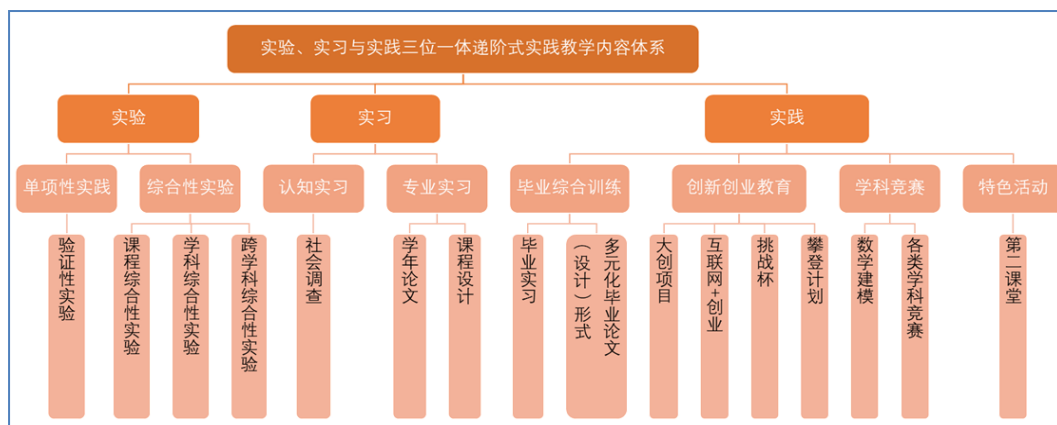 实验、实习与实践三位一体递阶式实践教学内容体系
实验
实习
实践
单项性实践
综合性实验
认知实习
专业实习
毕业综合训练
创新创业教育
学科竞赛
特色活动
验证性实验
课程综合性实验
学科综合性实验
跨学科综合性实验
社会调查
学年论文
课程设计
毕业实习
多元化毕业论文
（设计）形式
大创项目
互联网+创业
挑战杯
攀登计划
数学建模
各类学科竞赛
第二课堂